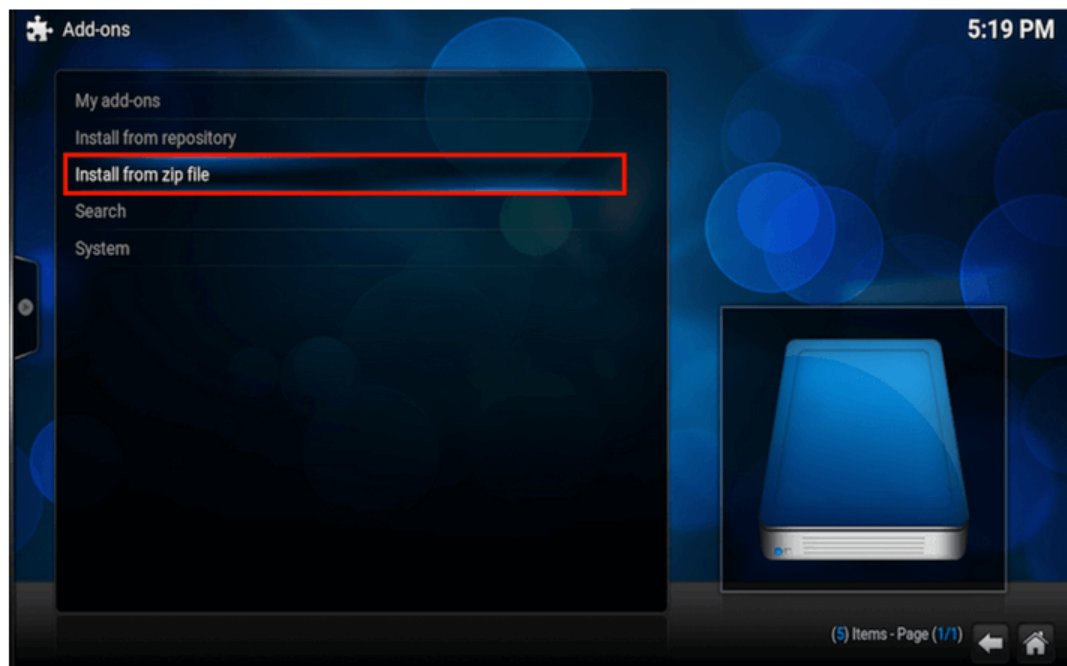 Add-ons
5:19 PM
My add-ons
Install from repository
Install from zip file
Search
System
(5) Items - Page (1/1)